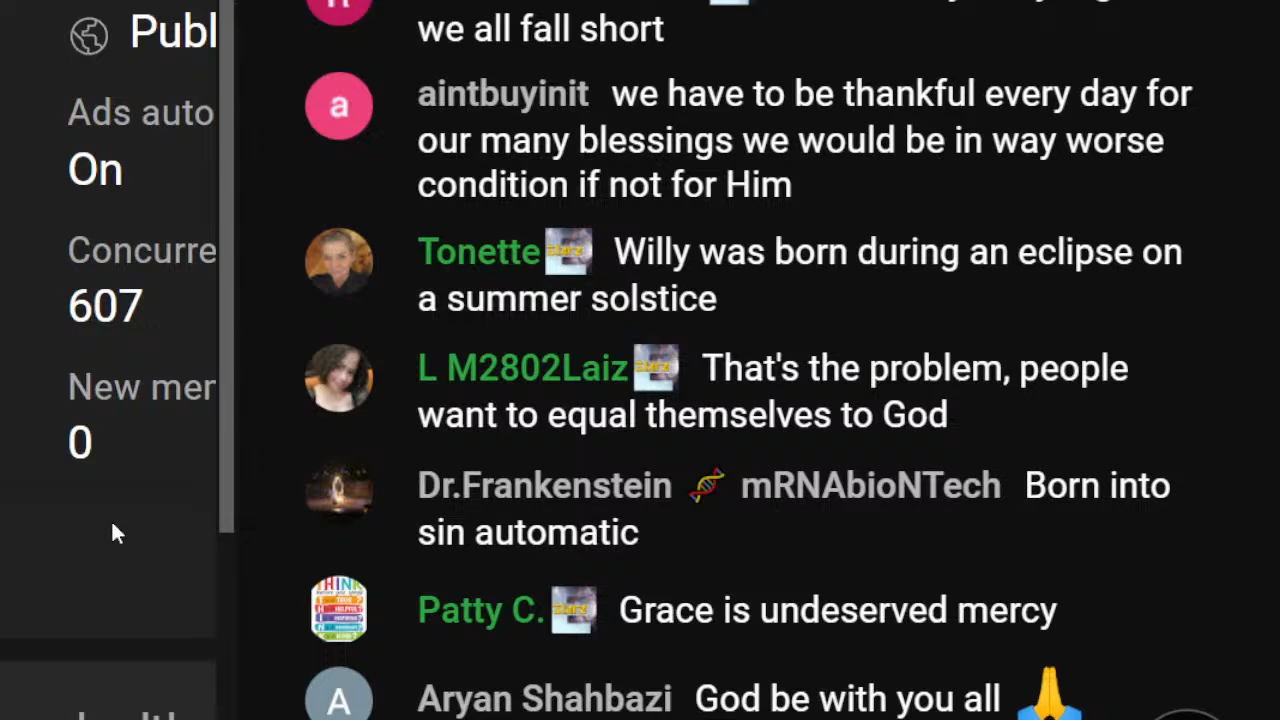 Publ
Ads auto
On
Concurre
607
New mer
0
we all fall short
a
aintbuyinit we have to be thankful every day for
our many blessings we would be in way worse
condition if not for Him
Tonette Starz Willy was born during an eclipse on
a summer solstice
L M2802Laiz Starz That's the problem, people
want to equal themselves to God
Dr.Frankenstein 🧬 mRNAbioNTech Born into
sin automatic
THINK
Patty C. Starz Grace is undeserved mercy
A
Aryan Shahbazi God be with you all 🙏